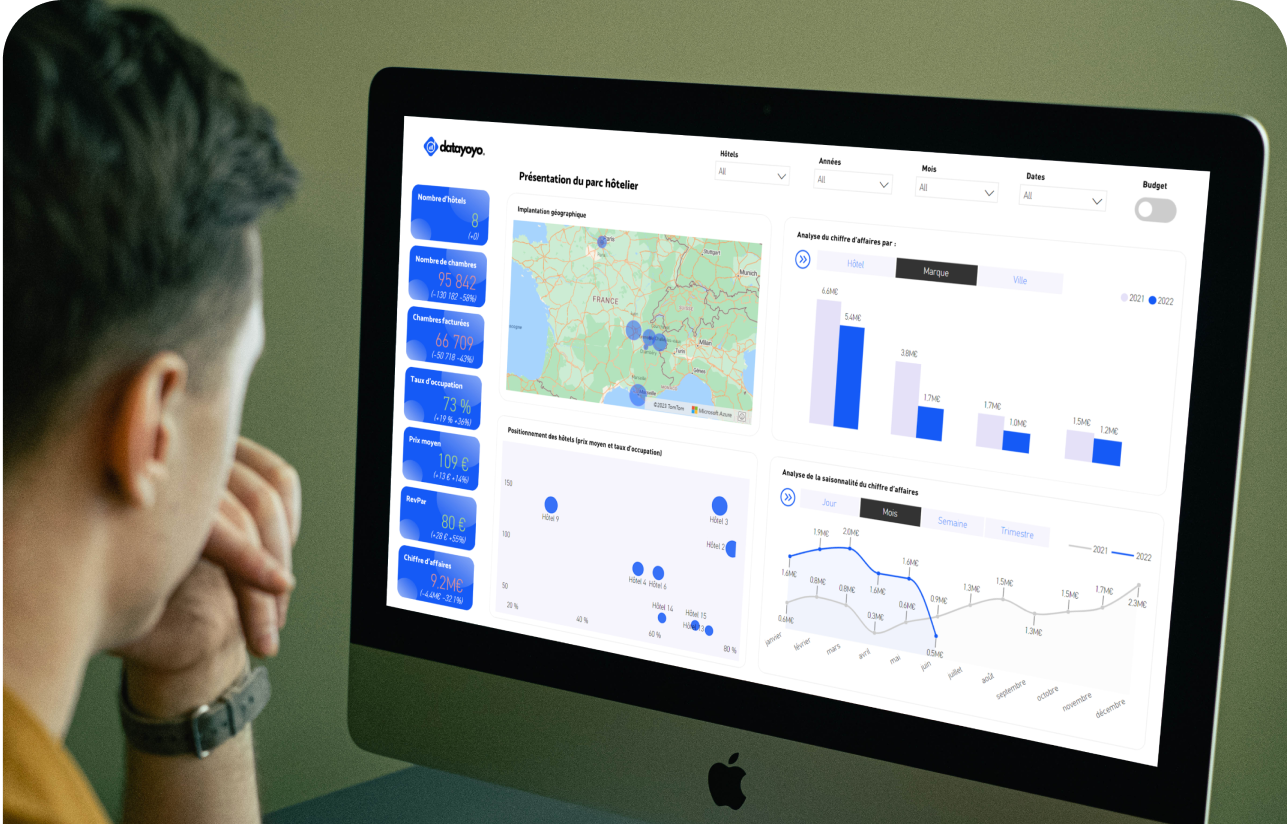 datayoyo.
Hôtels
All
Années
All
Mois
All
Dates
All
Budget
Présentation du parc hôtelier
Nombre d'hôtels
8
(+0)
Nombre de chambres
95 842
(-130 182 -58%)
Chambres facturées
66 709
(-50 718 -43%)
Taux d'occupation
73 %
(+19 % +36%)
Prix moyen
109 €
(+13 € +14%)
RevPar
80 €
(+28 € +55%)
Chiffre d'affaires
9.2M€
(-4.4M€ -32.1%)
Implantation géographique
Paris
Stuttgart
Munich
FRANCE
Milan
Turin
Genoa
Marseille
©2023 TomTom
Microsoft Azure
Analyse du chiffre d'affaires par :
Hôtel
Marque
Ville
2021
2022
6.6M€
5.4M€
3.8M€
1.7M€
1.7M€
1.0M€
1.5M€
1.2M€
Positionnement des hôtels (prix moyen et taux d'occupation)
150
100
50
20 %
40 %
60 %
80 %
Hôtel 9
Hôtel 3
Hôtel 2
Hôtel 4
Hôtel 6
Hôtel 14
Hôtel 15
Analyse de la saisonnalité du chiffre d'affaires
Jour
Mois
Semaine
Trimestre
2021
2022
1.6M€
1.9M€
2.0M€
1.6M€
1.6M€
0.5M€
0.6M€
0.8M€
0.8M€
0.3M€
0.6M€
0.9M€
1.3M€
1.5M€
1.3M€
1.5M€
1.7M€
2.3M€
janvier
février
mars
avril
mai
juin
juillet
août
septembre
octobre
novembre
décembre